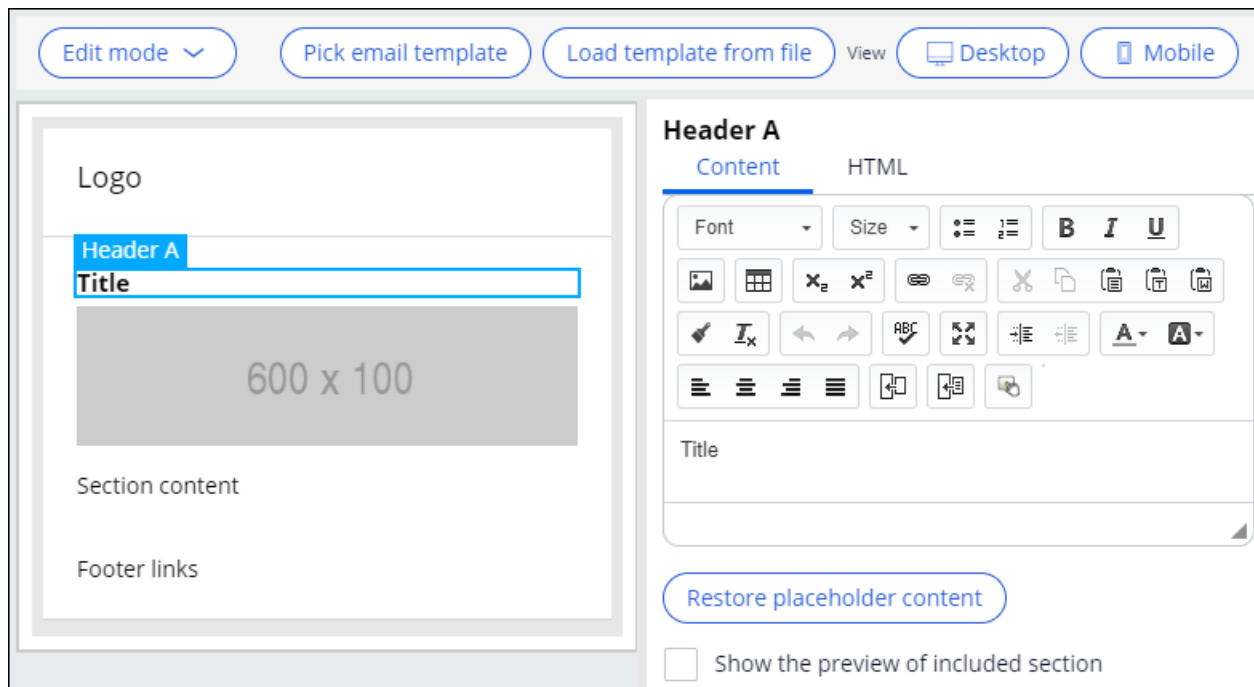 Edit mode Pick email template Load template from file View Desktop Mobile
Logo
Header A
Title
600 x 100
Section content
Footer links
Header A
Content HTML
Font Size B I U
ABC
A A
Title
Restore placeholder content
Show the preview of included section